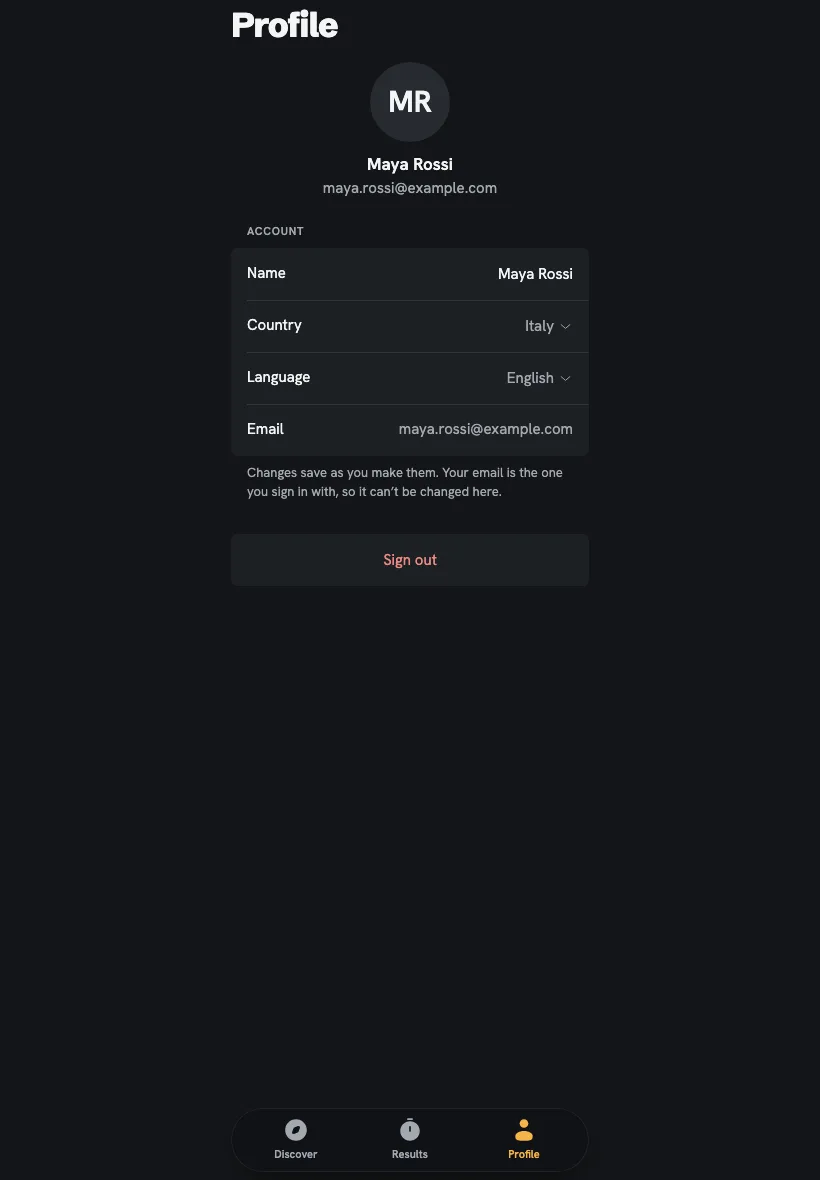 Profile
MR
Maya Rossi
maya.rossi@example.com
ACCOUNT
Name Maya Rossi
Country Italy
Language English
Email maya.rossi@example.com
Changes save as you make them. Your email is the one
you sign in with, so it can’t be changed here.
Sign out
Discover Results Profile